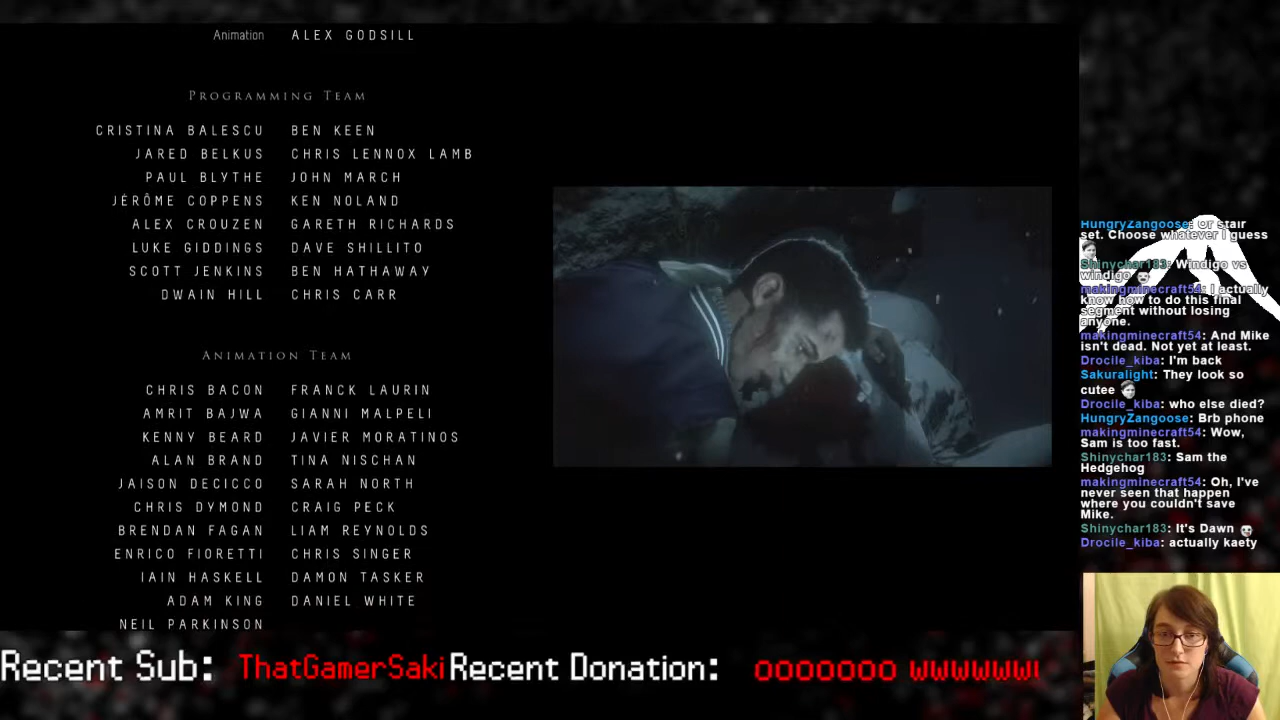 Animation ALEX GODSILL
PROGRAMMING TEAM
CRISTINA BALESCU BEN KEEN
JARED BELKUS CHRIS LENNOX LAMB
PAUL BLYTHE JOHN MARCH
JÉRÔME COPPENS KEN NOLAND
ALEX CROUZEN GARETH RICHARDS
LUKE GIDDINGS DAVE SHILLITO
SCOTT JENKINS BEN HATHAWAY
DWAIN HILL CHRIS CARR
ANIMATION TEAM
CHRIS BACON FRANCK LAURIN
AMRIT BAJWA GIANNI MALPELI
KENNY BEARD JAVIER MORATINOS
ALAN BRAND TINA NISCHAN
JAISON DECICCO SARAH NORTH
CHRIS DYMOND CRAIG PECK
BRENDAN FAGAN LIAM REYNOLDS
ENRICO FIORETTI CHRIS SINGER
IAIN HASKELL DAMON TASKER
ADAM KING DANIEL WHITE
NEIL PARKINSON
HungryZangoose: Or stair
set. Choose whatever I guess
Shinychar183: Windigo vs
windigo
makingminecraft54: I actually
know how to do this final
segment without losing
anyone.
makingminecraft54: And Mike
isn't dead. Not yet at least.
Drocile_kiba: I'm back
Sakuralight: They look so
cutee
Drocile_kiba: who else died?
HungryZangoose: Brb phone
makingminecraft54: Wow,
Sam is too fast.
Shinychar183: Sam the
Hedgehog
makingminecraft54: Oh, I've
never seen that happen
where you couldn't save
Mike.
Shinychar183: It's Dawn
Drocile_kiba: actually kaety
Recent Sub: ThatGamerSaki Recent Donation: ooooooo